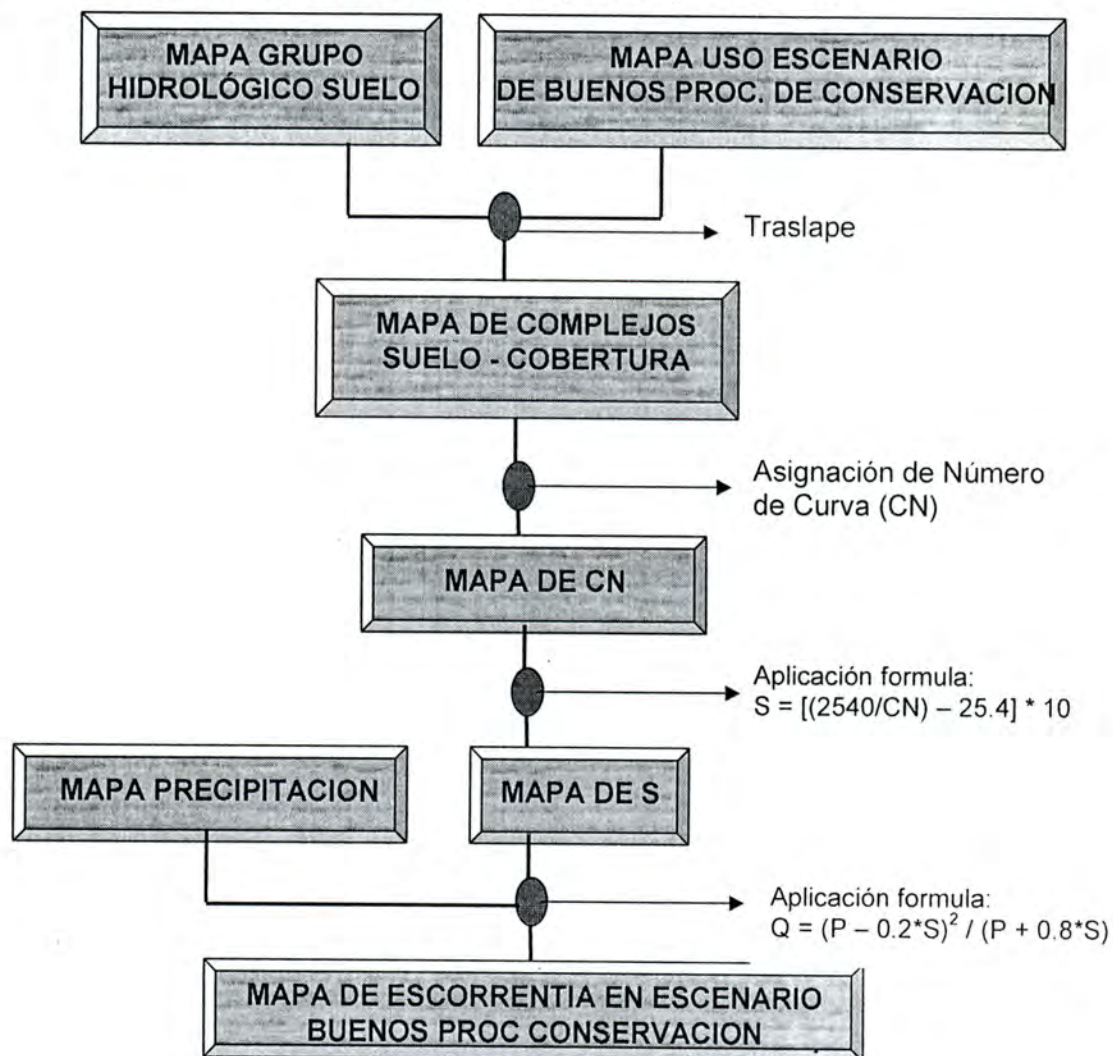 MAPA GRUPO
HIDROLÓGICO SUELO
MAPA USO ESCENARIO
DE BUENOS PROC. DE CONSERVACION
Traslape
MAPA DE COMPLEJOS
SUELO - COBERTURA
Asignación de Número
de Curva (CN)
MAPA DE CN
Aplicación formula:
S = [(2540/CN) – 25.4] * 10
MAPA PRECIPITACION
MAPA DE S
Aplicación formula:
Q = (P – 0.2*S)² / (P + 0.8*S)
MAPA DE ESCORRENTIA EN ESCENARIO
BUENOS PROC CONSERVACION